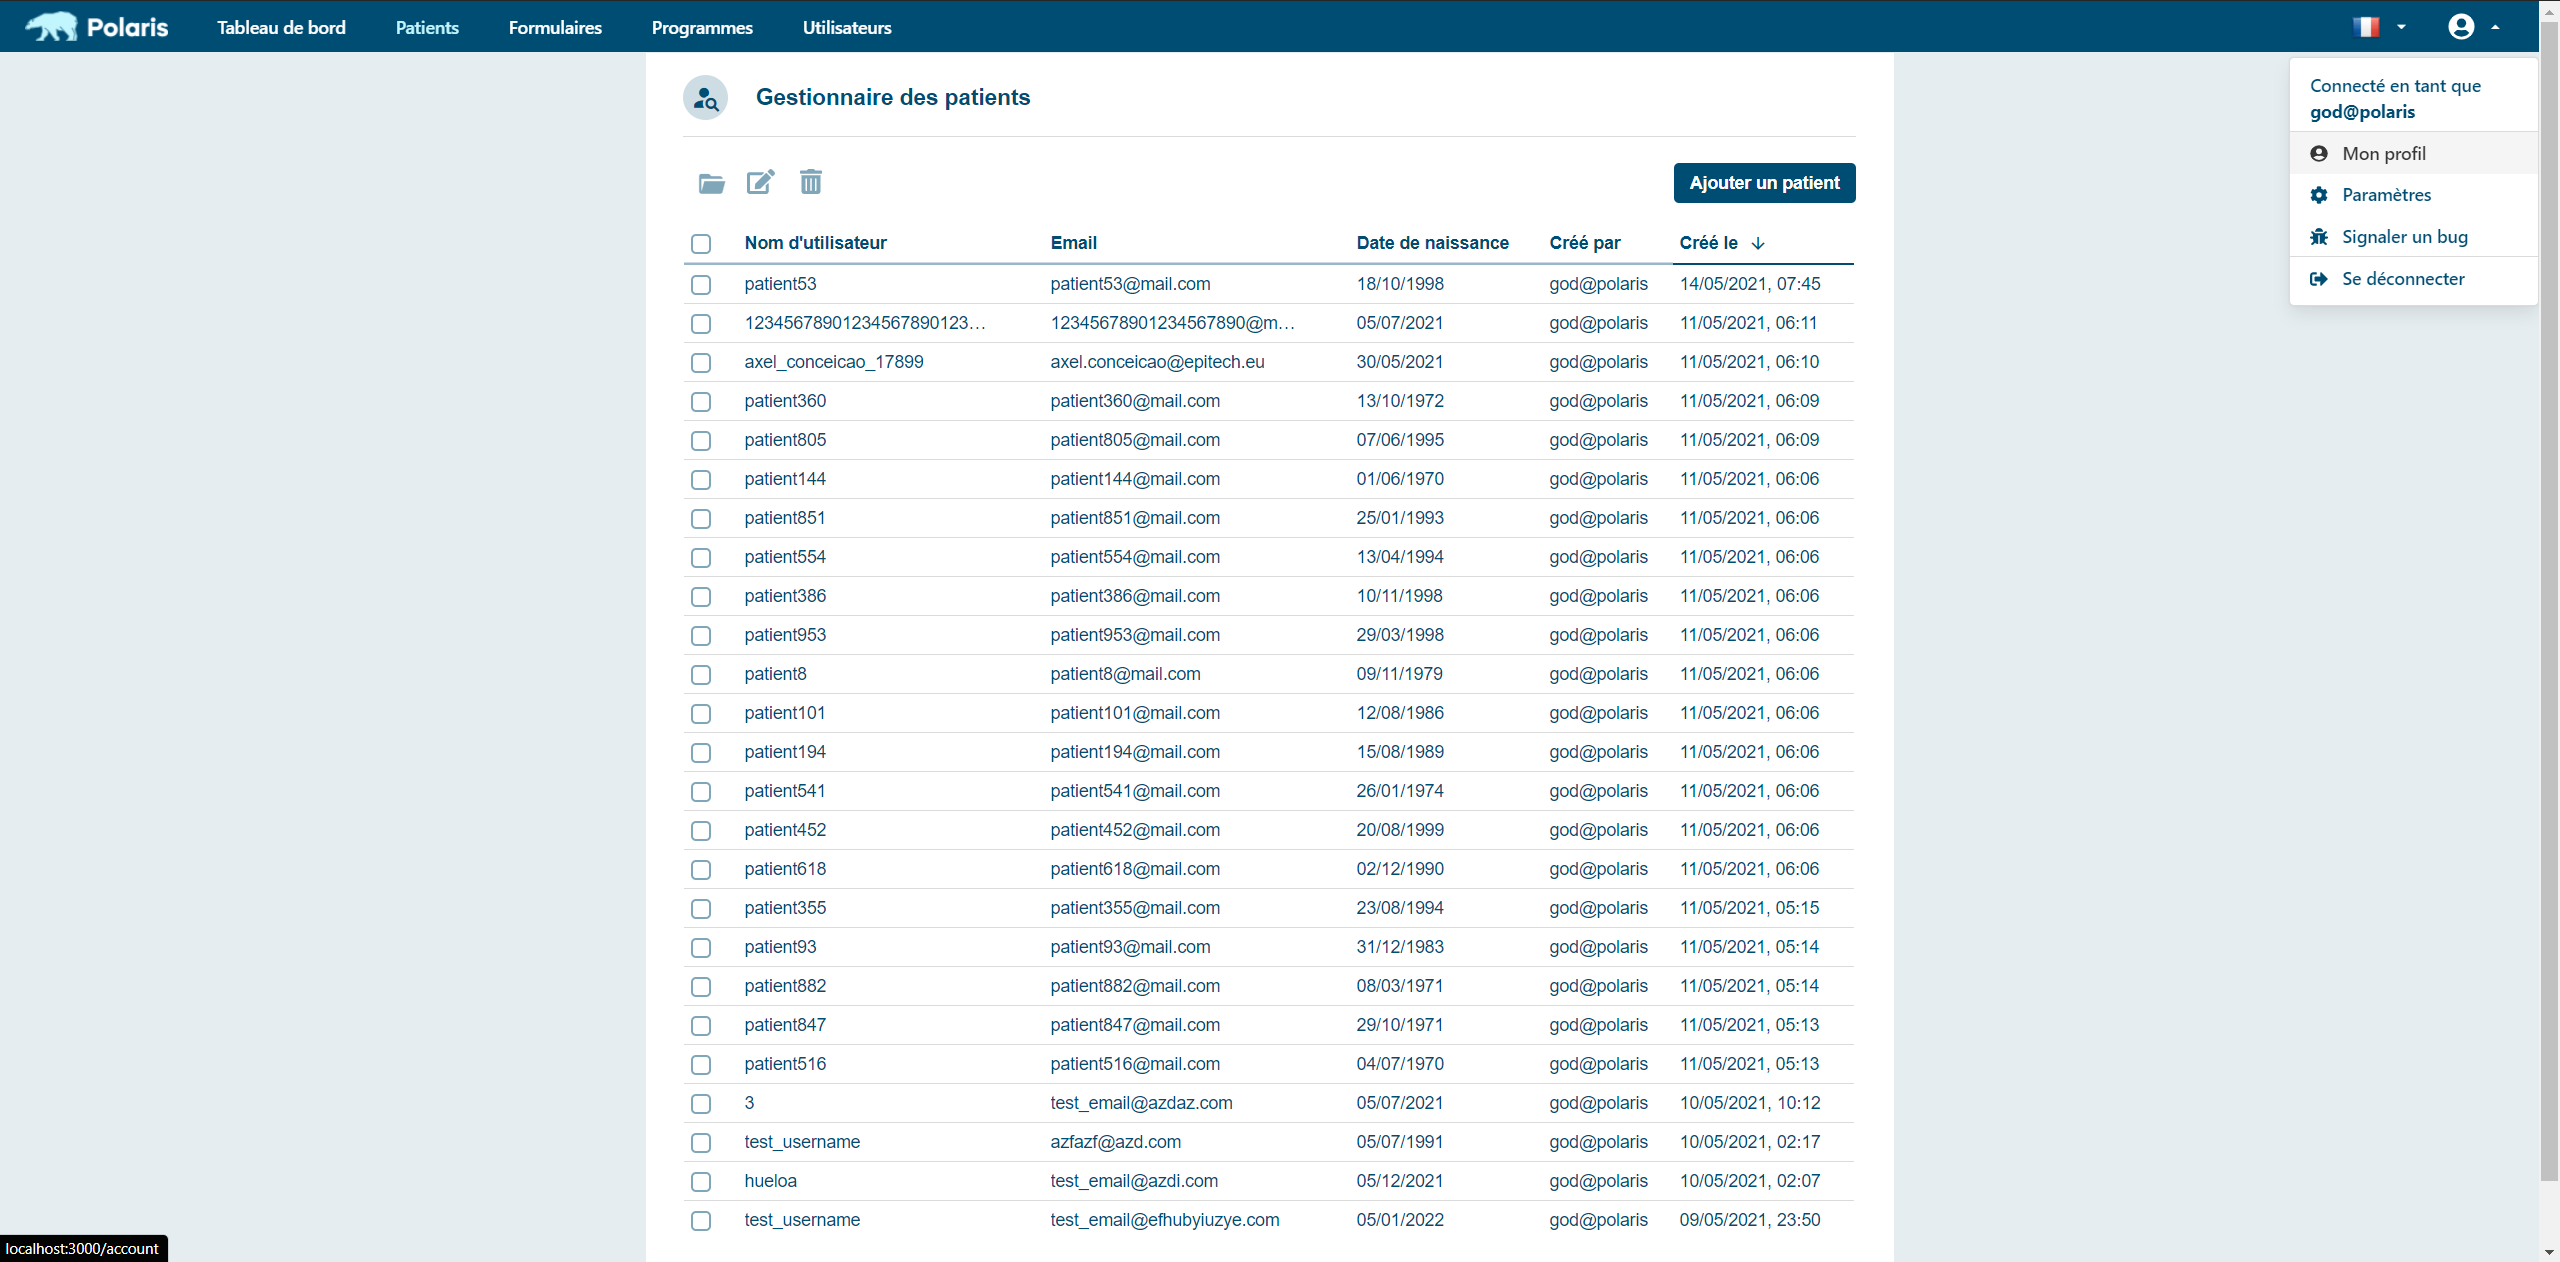 Polaris Tableau de bord Patients Formulaires Programmes Utilisateurs
Gestionnaire des patients
Connecté en tant que
god@polaris
Mon profil
Paramètres
Signaler un bug
Se déconnecter
Ajouter un patient
Nom d'utilisateur Email Date de naissance Créé par Créé le
patient53 patient53@mail.com 18/10/1998 god@polaris 14/05/2021, 07:45
12345678901234567890123... 12345678901234567890@m... 05/07/2021 god@polaris 11/05/2021, 06:11
axel_conceicao_17899 axel.conceicao@epitech.eu 30/05/2021 god@polaris 11/05/2021, 06:10
patient360 patient360@mail.com 13/10/1972 god@polaris 11/05/2021, 06:09
patient805 patient805@mail.com 07/06/1995 god@polaris 11/05/2021, 06:09
patient144 patient144@mail.com 01/06/1970 god@polaris 11/05/2021, 06:06
patient851 patient851@mail.com 25/01/1993 god@polaris 11/05/2021, 06:06
patient554 patient554@mail.com 13/04/1994 god@polaris 11/05/2021, 06:06
patient386 patient386@mail.com 10/11/1998 god@polaris 11/05/2021, 06:06
patient953 patient953@mail.com 29/03/1998 god@polaris 11/05/2021, 06:06
patient8 patient8@mail.com 09/11/1979 god@polaris 11/05/2021, 06:06
patient101 patient101@mail.com 12/08/1986 god@polaris 11/05/2021, 06:06
patient194 patient194@mail.com 15/08/1989 god@polaris 11/05/2021, 06:06
patient541 patient541@mail.com 26/01/1974 god@polaris 11/05/2021, 06:06
patient452 patient452@mail.com 20/08/1999 god@polaris 11/05/2021, 06:06
patient618 patient618@mail.com 02/12/1990 god@polaris 11/05/2021, 06:06
patient355 patient355@mail.com 23/08/1994 god@polaris 11/05/2021, 05:15
patient93 patient93@mail.com 31/12/1983 god@polaris 11/05/2021, 05:14
patient882 patient882@mail.com 08/03/1971 god@polaris 11/05/2021, 05:14
patient847 patient847@mail.com 29/10/1971 god@polaris 11/05/2021, 05:13
patient516 patient516@mail.com 04/07/1970 god@polaris 11/05/2021, 05:13
3 test_email@azdaz.com 05/07/2021 god@polaris 10/05/2021, 10:12
test_username azfazf@azd.com 05/07/1991 god@polaris 10/05/2021, 02:17
hueloa test_email@azdi.com 05/12/2021 god@polaris 10/05/2021, 02:07
test_username test_email@efhubyiuzye.com 05/01/2022 god@polaris 09/05/2021, 23:50
localhost:3000/account